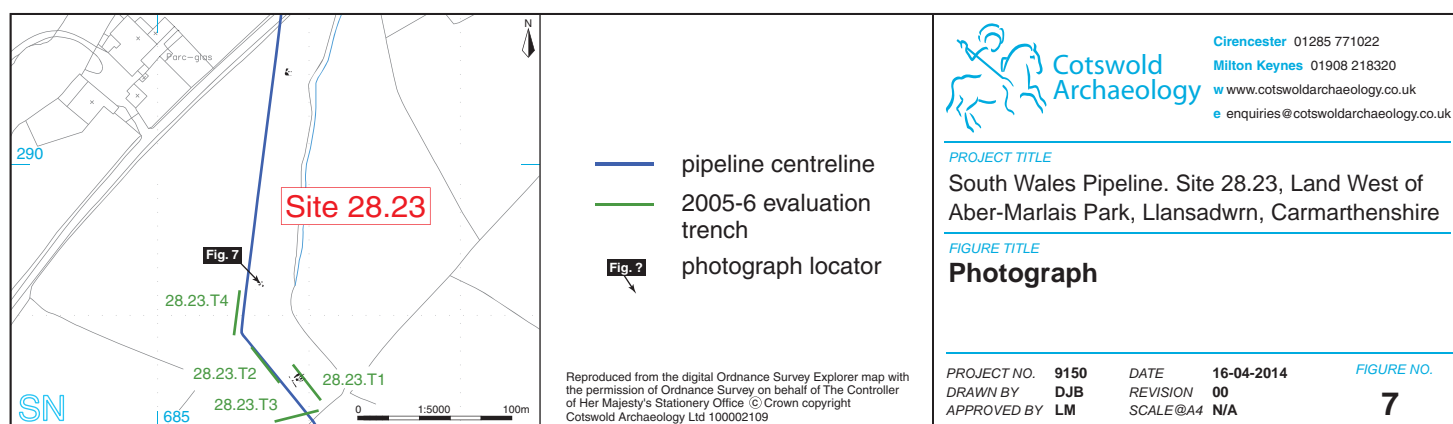 N
Parc-glas
290
Site 28.23
Fig. 7
28.23.T4
28.23.T2
28.23.T1
28.23.T3
SN
685
0 1:5000 100m
pipeline centreline
2005-6 evaluation
trench
Fig. ?
photograph locator
Reproduced from the digital Ordnance Survey Explorer map with
the permission of Ordnance Survey on behalf of The Controller
of Her Majesty's Stationery Office © Crown copyright
Cotswold Archaeology Ltd 100002109
Cotswold
Archaeology
Cirencester 01285 771022
Milton Keynes 01908 218320
w www.cotswoldarchaeology.co.uk
e enquiries@cotswoldarchaeology.co.uk
PROJECT TITLE
South Wales Pipeline. Site 28.23, Land West of
Aber-Marlais Park, Llansadwrn, Carmarthenshire
FIGURE TITLE
Photograph
PROJECT NO. 9150 DATE 16-04-2014 FIGURE NO.
DRAWN BY DJB REVISION 00
APPROVED BY LM SCALE@A4 N/A 7